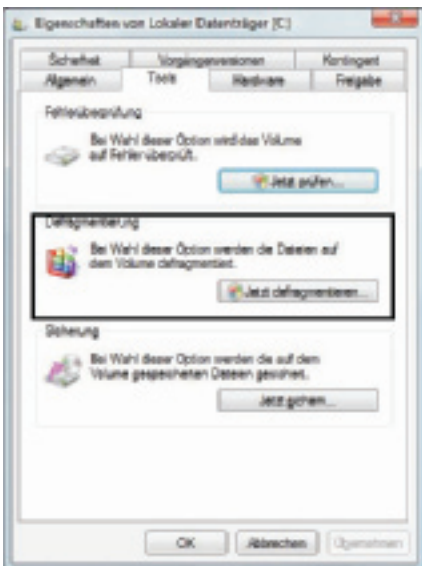 Eigenschaften von Lokaler Datenträger (C:)
Sicherheit Vorgängerversionen Kontingent
Allgemein Tools Hardware Freigabe
Fehlerüberprüfung
Bei Wahl dieser Option wird das Volume
auf Fehler überprüft.
Jetzt prüfen...
Defragmentierung
Bei Wahl dieser Option werden die Dateien auf
dem Volume defragmentiert.
Jetzt defragmentieren...
Sicherung
Bei Wahl dieser Option werden die auf dem
Volume gespeicherten Dateien gesichert.
Jetzt sichern...
OK Abbrechen Übernehmen